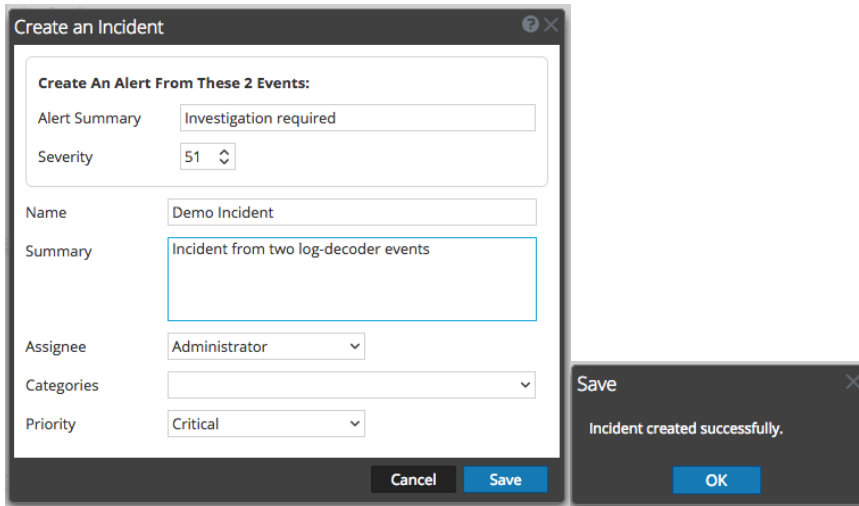 Create an Incident
Create An Alert From These 2 Events:
Alert Summary Investigation required
Severity 51
Name Demo Incident
Summary Incident from two log-decoder events
Assignee Administrator
Categories
Priority Critical
Cancel Save
Save
Incident created successfully.
OK